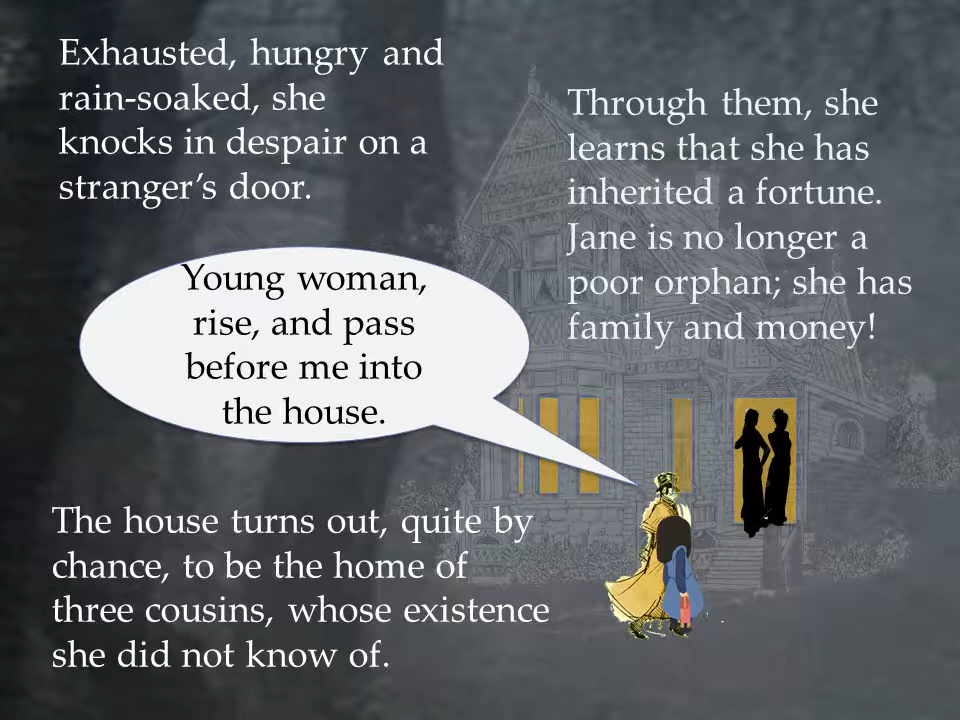 Exhausted, hungry and
rain-soaked, she
knocks in despair on a
stranger’s door.
Young woman,
rise, and pass
before me into
the house.
The house turns out, quite by
chance, to be the home of
three cousins, whose existence
she did not know of.
Through them, she
learns that she has
inherited a fortune.
Jane is no longer a
poor orphan; she has
family and money!